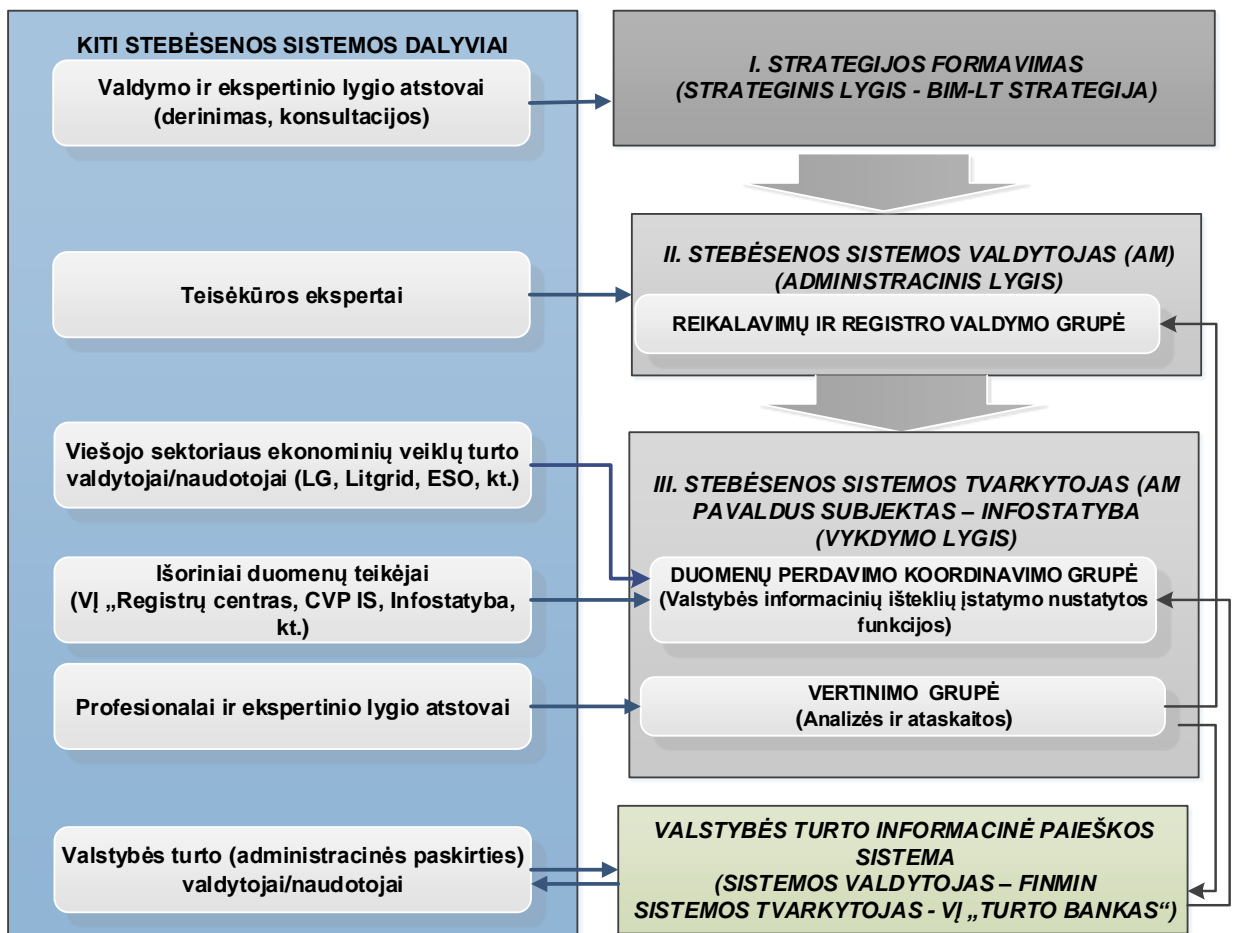 KITI STEBĖSENOS SISTEMOS DALYVIAI
Valdymo ir ekspertinio lygio atstovai
(derinimas, konsultacijos)
Teisėkūros ekspertai
Viešojo sektoriaus ekonominių veiklų turto
valdytojai/naudotojai (LG, Litgrid, ESO, kt.)
Išoriniai duomenų teikėjai
(VĮ „Registrų centras, CVP IS, Infostatyba,
kt.)
Profesionalai ir ekspertinio lygio atstovai
Valstybės turto (administracinės paskirties)
valdytojai/naudotojai
I. STRATEGIJOS FORMAVIMAS
(STRATEGINIS LYGIS - BIM-LT STRATEGIJA)
II. STEBĖSENOS SISTEMOS VALDYTOJAS (AM)
(ADMINISTRACINIS LYGIS)
REIKALAVIMŲ IR REGISTRO VALDYMO GRUPĖ
III. STEBĖSENOS SISTEMOS TVARKYTOJAS (AM
PAVALDUS SUBJEKTAS – INFOSTATYBA
(VYKDYMO LYGIS)
DUOMENŲ PERDAVIMO KOORDINAVIMO GRUPĖ
(Valstybės informacinių išteklių įstatymo nustatytos
funkcijos)
VERTINIMO GRUPĖ
(Analizės ir ataskaitos)
VALSTYBĖS TURTO INFORMACINĖ PAIEŠKOS
SISTEMA
(SISTEMOS VALDYTOJAS – FINMIN
SISTEMOS TVARKYTOJAS - VĮ „TURTO BANKAS“)